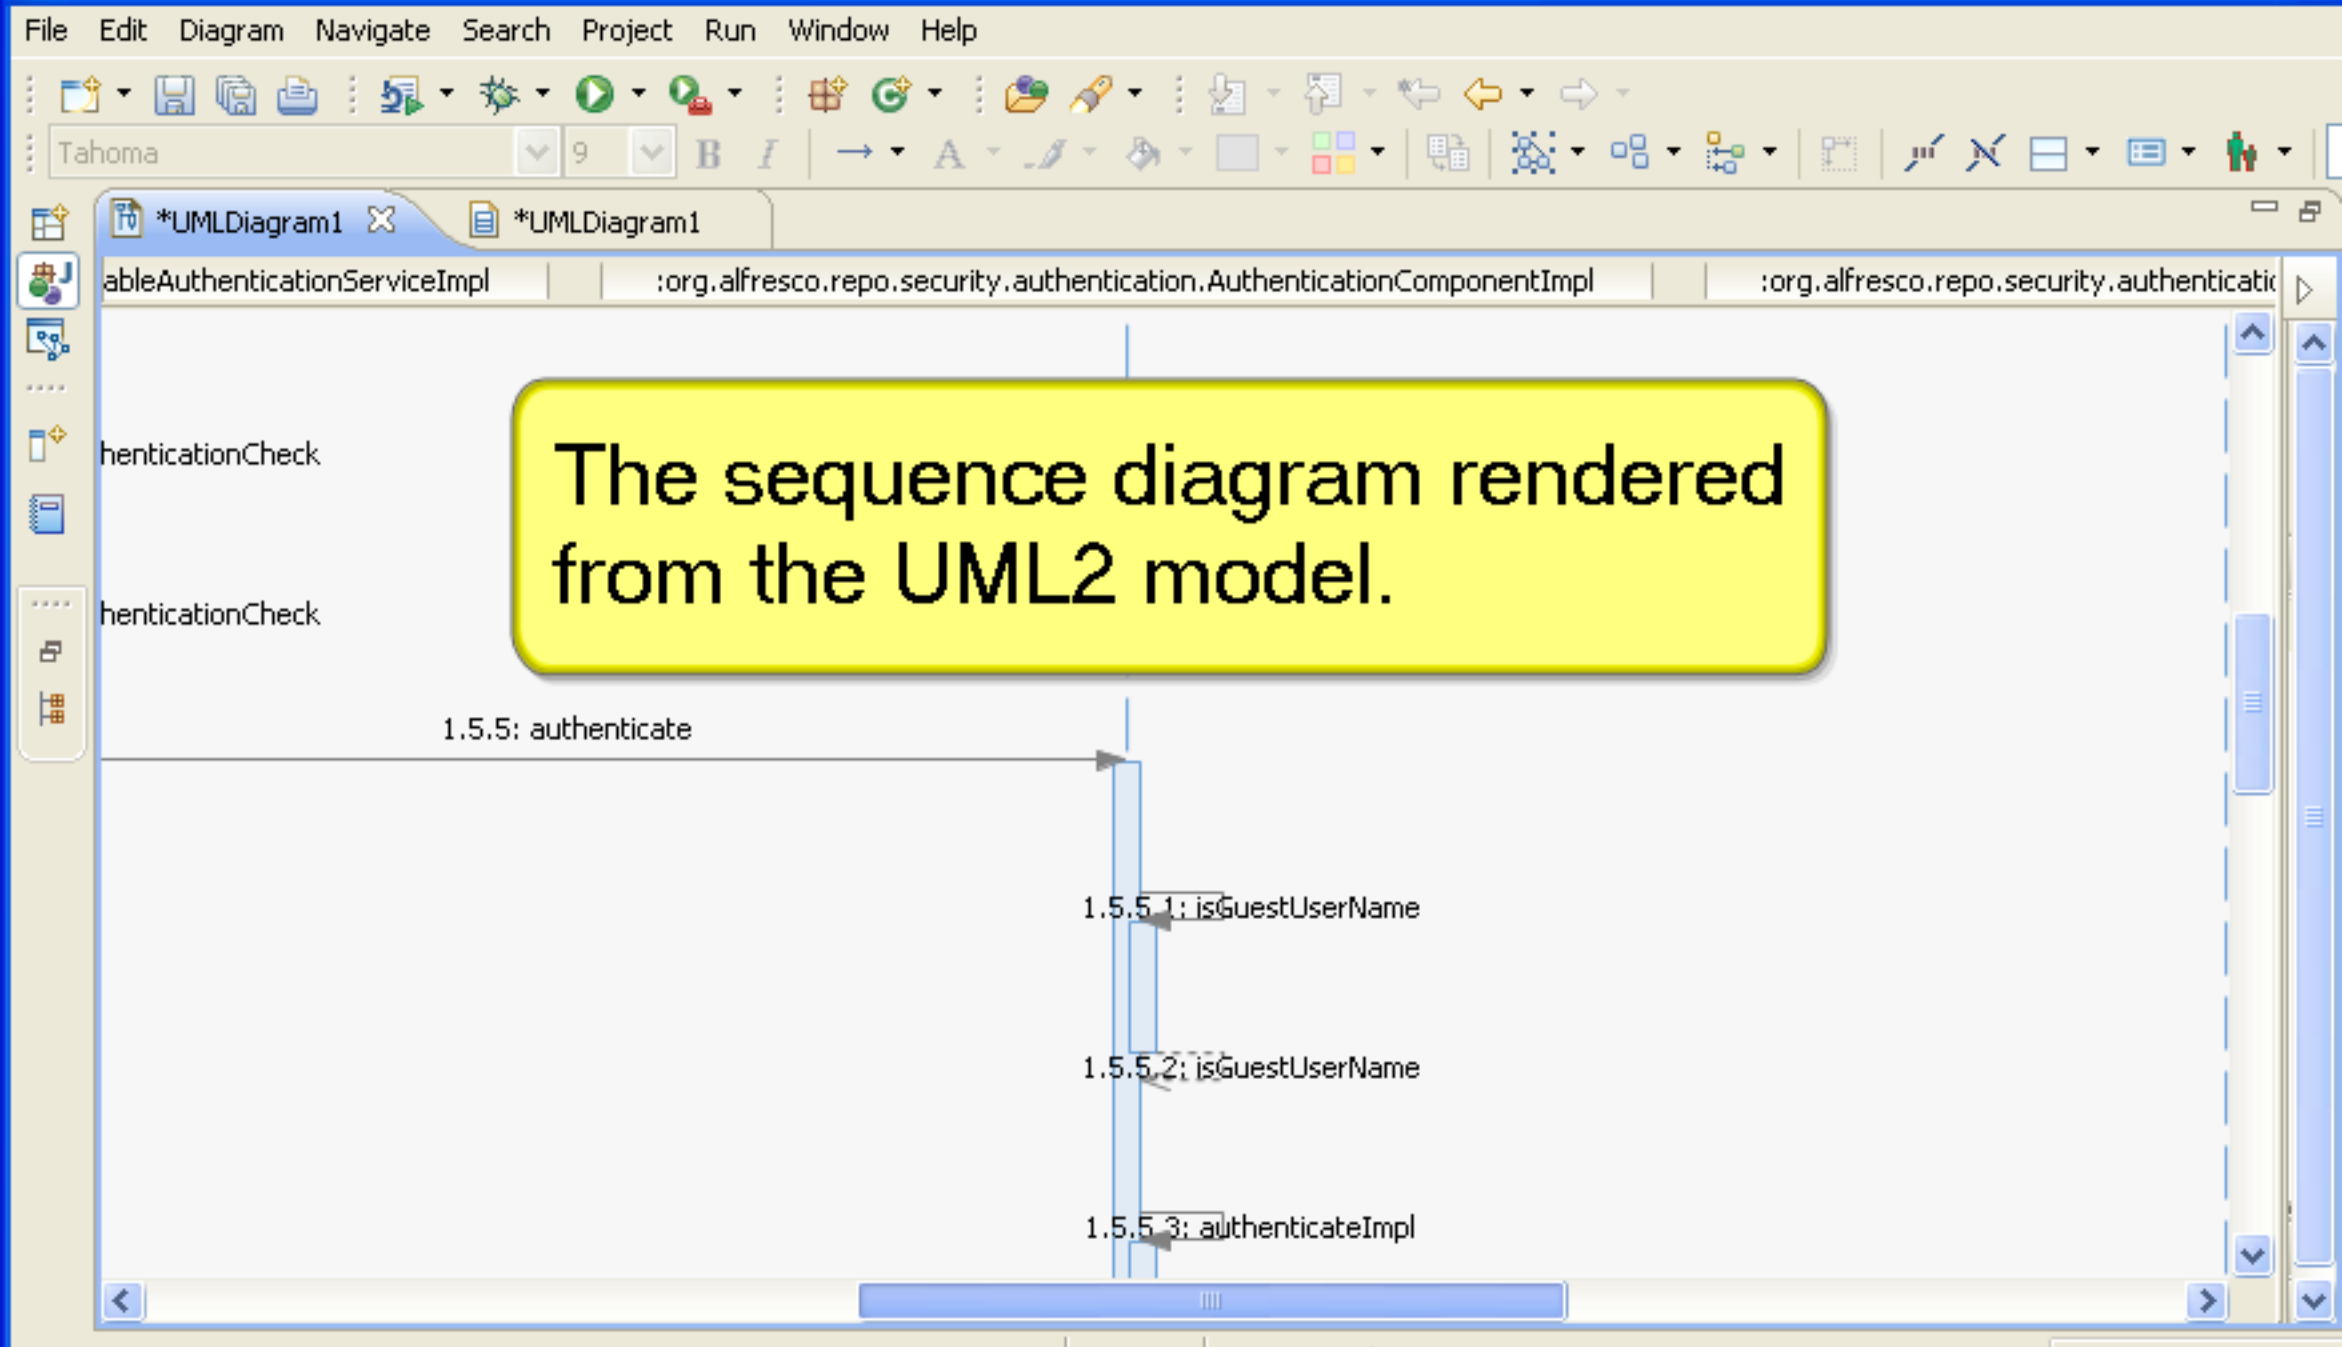 File Edit Diagram Navigate Search Project Run Window Help
Tahoma 9 B I A
*UMLDiagram1 *UMLDiagram1
ableAuthenticationServiceImpl :org.alfresco.repo.security.authentication.AuthenticationComponentImpl :org.alfresco.repo.security.authenticatic
henticationCheck
The sequence diagram rendered
from the UML2 model.
henticationCheck
1.5.5: authenticate
1.5.5.1: isGuestUserName
1.5.5.2: isGuestUserName
1.5.5.3: authenticateImpl